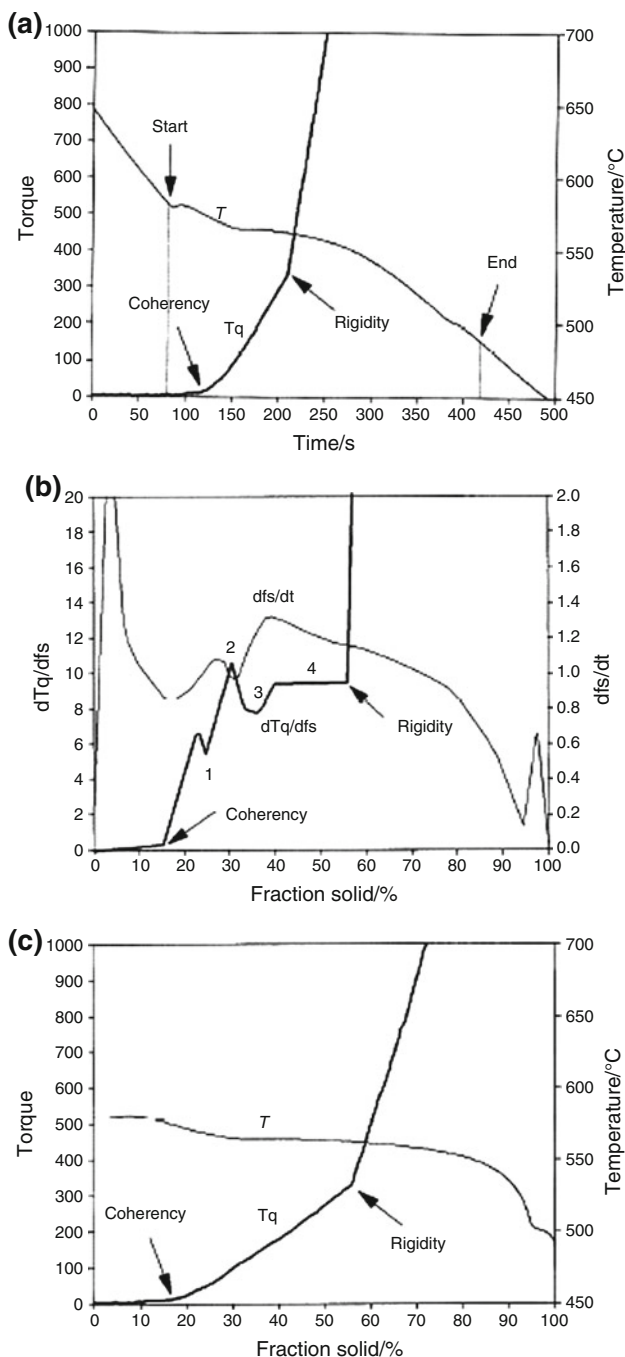 (a)
1000
900
800
700
600
500
400
300
200
100
0
Torque
700
650
600
550
500
450
Temperature/°C
Start
T
Coherency
Tq
Rigidity
End
0 50 100 150 200 250 300 350 400 450 500
Time/s
(b)
20
18
16
14
12
10
8
6
4
2
0
dTq/dfs
2.0
1.8
1.6
1.4
1.2
1.0
0.8
0.6
0.4
0.2
0.0
dfs/dt
dfs/dt
2
4
3
dTq/dfs
Rigidity
1
Coherency
0 10 20 30 40 50 60 70 80 90 100
Fraction solid/%
(c)
1000
900
800
700
600
500
400
300
200
100
0
Torque
700
650
600
550
500
450
Temperature/°C
T
Coherency
Tq
Rigidity
0 10 20 30 40 50 60 70 80 90 100
Fraction solid/%